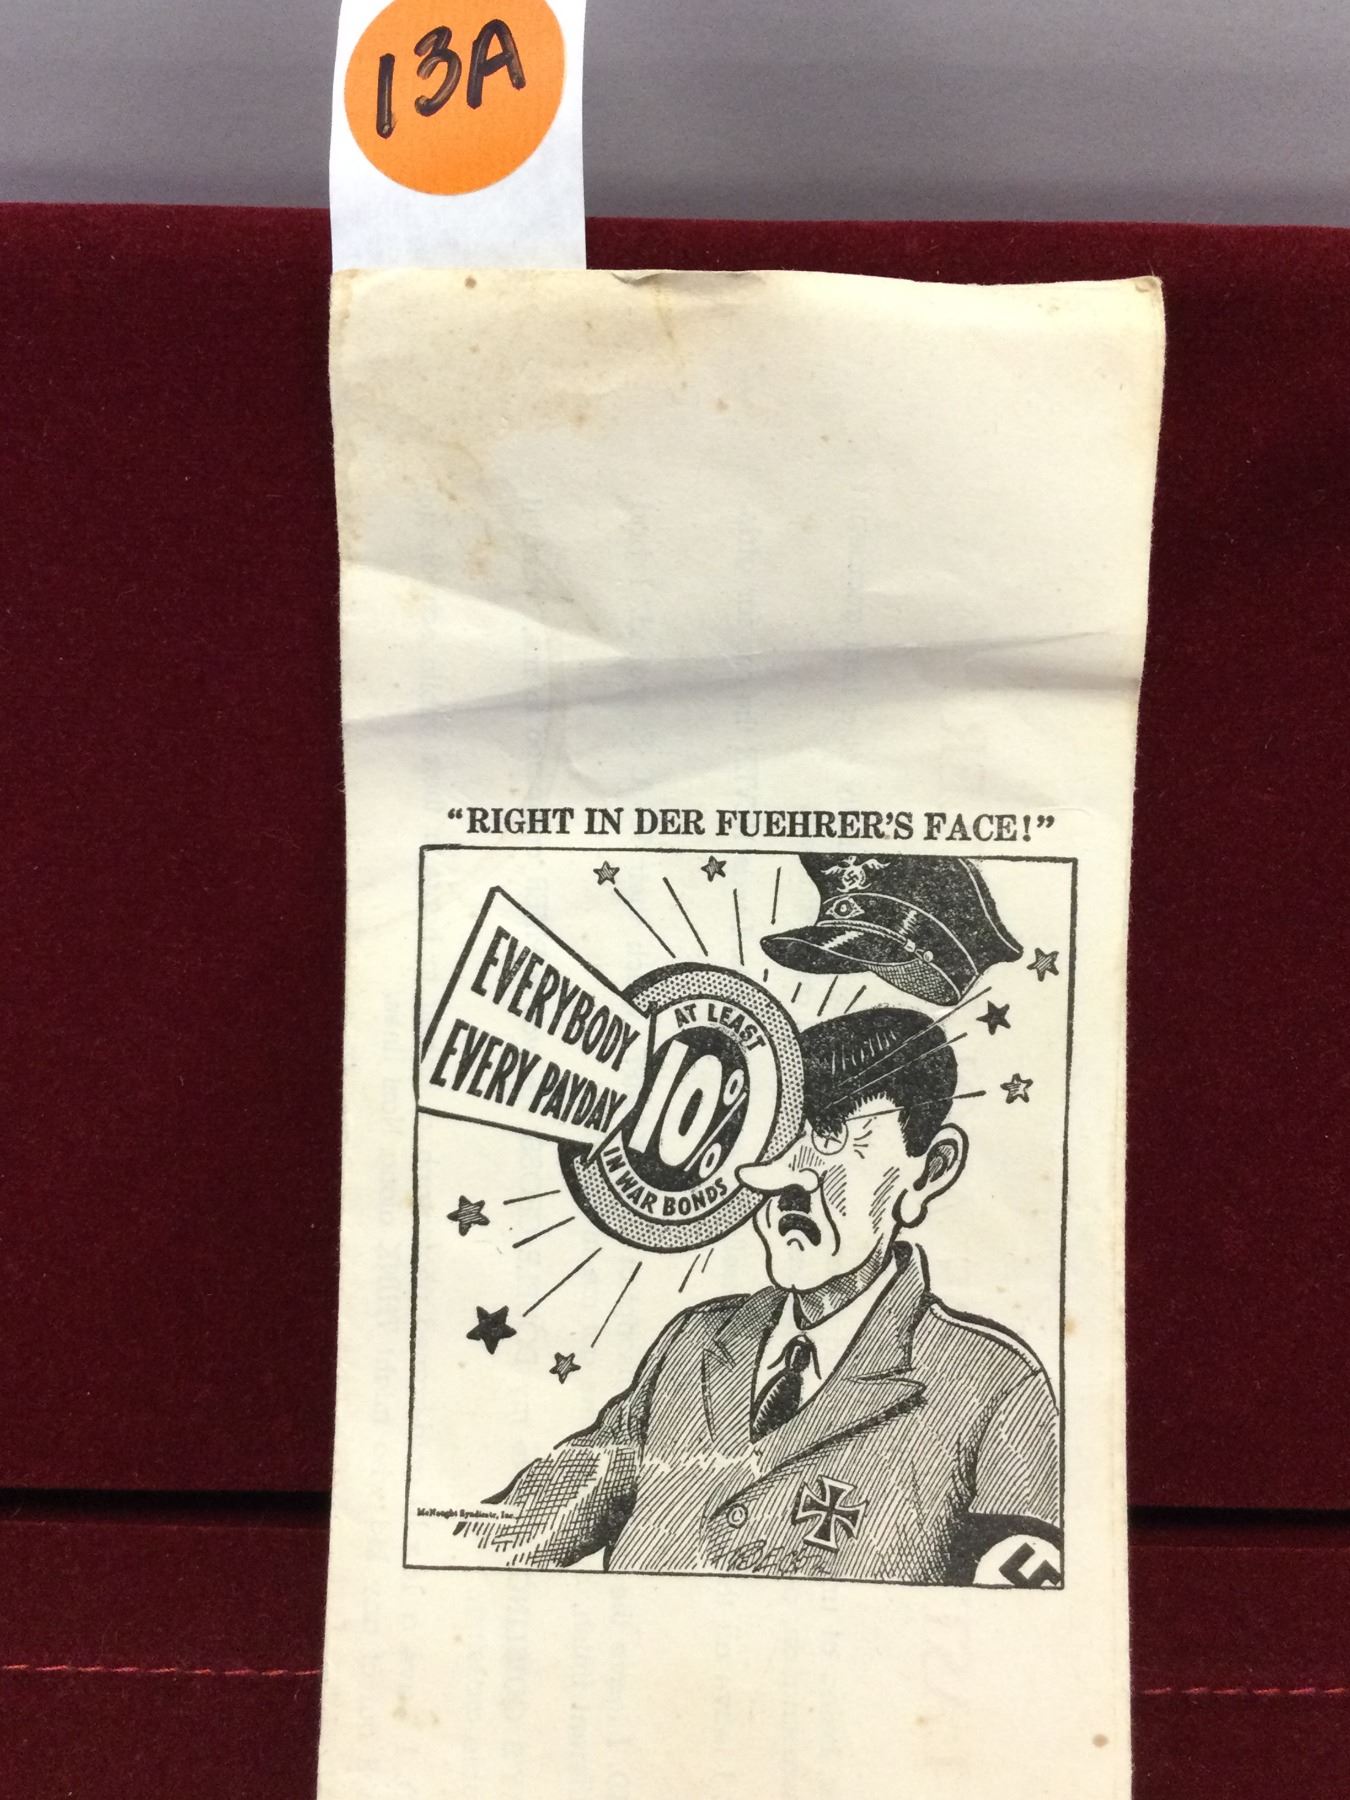 13A
“RIGHT IN DER FUEHRER’S FACE!”
EVERYBODY
EVERY PAYDAY
AT LEAST
10%
IN WAR BONDS
McNaught Syndicate, Inc.